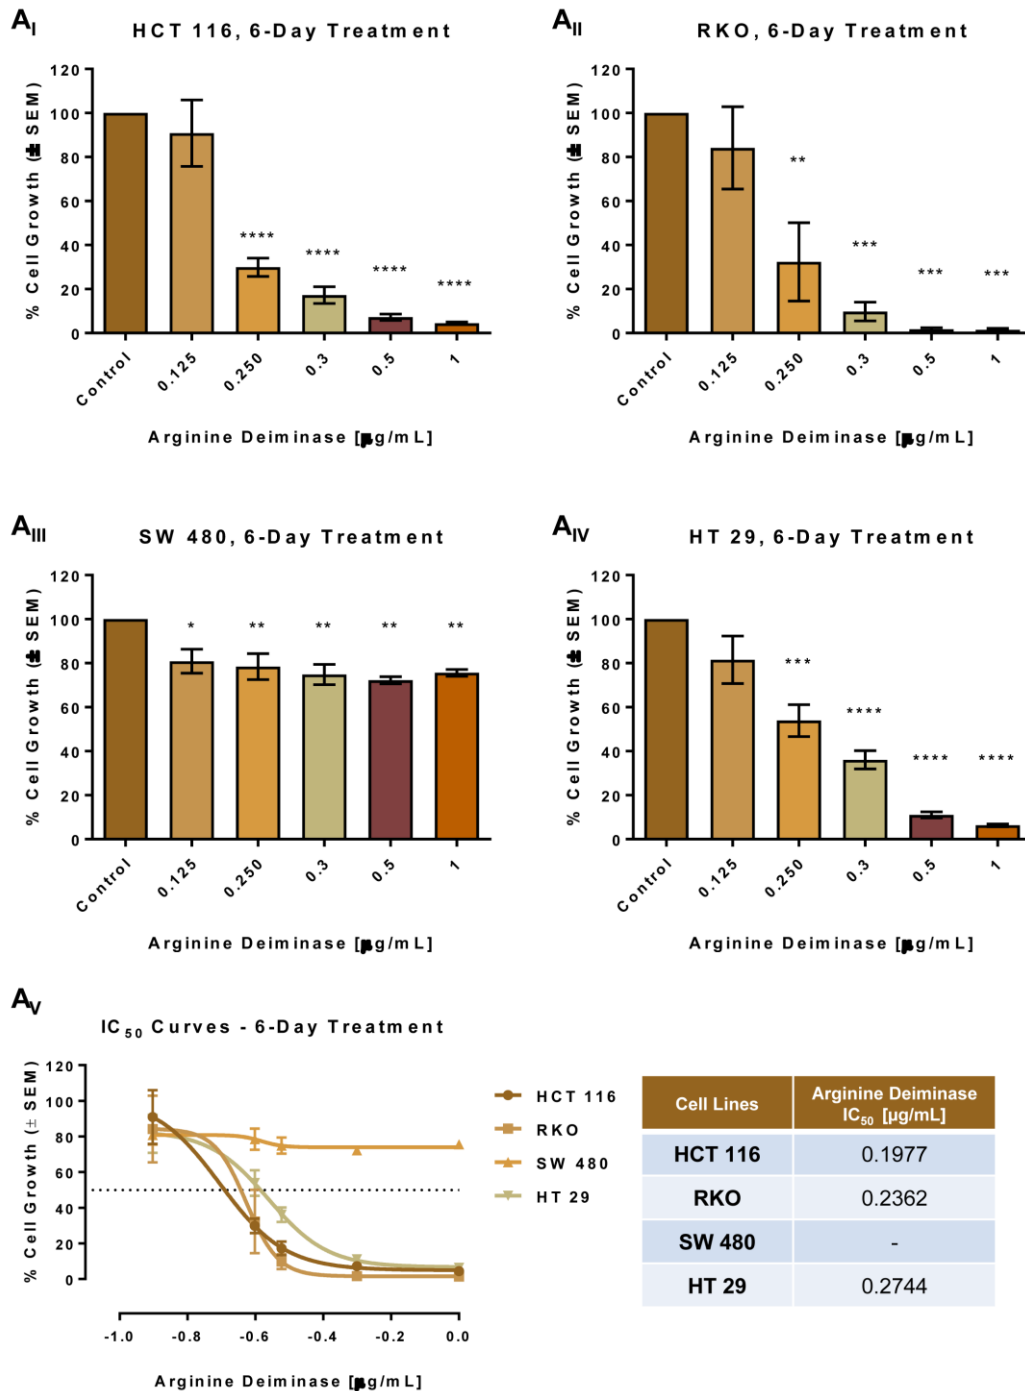 AI
HCT 116, 6-Day Treatment
% Cell Growth (± SEM)
120
100
80
60
40
20
0
****
****
****
****
Control
0.125
0.250
0.3
0.5
1
Arginine Deiminase [µg/mL]
AII
RKO, 6-Day Treatment
% Cell Growth (± SEM)
120
100
80
60
40
20
0
**
***
***
***
Control
0.125
0.250
0.3
0.5
1
Arginine Deiminase [µg/mL]
AIII
SW 480, 6-Day Treatment
% Cell Growth (± SEM)
120
100
80
60
40
20
0
*
**
**
**
**
Control
0.125
0.250
0.3
0.5
1
Arginine Deiminase [µg/mL]
AIV
HT 29, 6-Day Treatment
% Cell Growth (± SEM)
120
100
80
60
40
20
0
***
****
****
****
Control
0.125
0.250
0.3
0.5
1
Arginine Deiminase [µg/mL]
AV
IC50 Curves - 6-Day Treatment
% Cell Growth (± SEM)
120
100
80
60
40
20
0
-1.0
-0.8
-0.6
-0.4
-0.2
0.0
Arginine Deiminase [µg/mL]
HCT 116
RKO
SW 480
HT 29
Cell Lines
Arginine Deiminase
IC50 [µg/mL]
HCT 116
0.1977
RKO
0.2362
SW 480
-
HT 29
0.2744